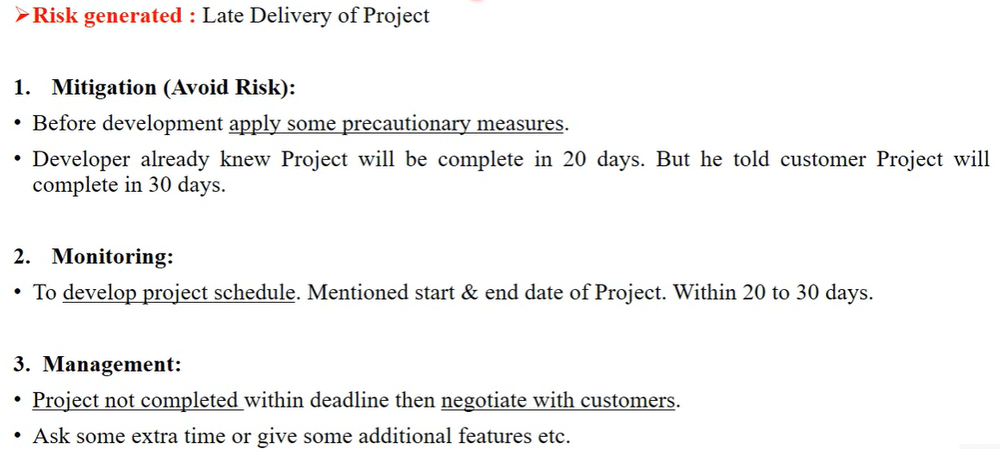 ➢Risk generated : Late Delivery of Project
1. Mitigation (Avoid Risk):
• Before development apply some precautionary measures.
• Developer already knew Project will be complete in 20 days. But he told customer Project will
complete in 30 days.
2. Monitoring:
• To develop project schedule. Mentioned start & end date of Project. Within 20 to 30 days.
3. Management:
• Project not completed within deadline then negotiate with customers.
• Ask some extra time or give some additional features etc.